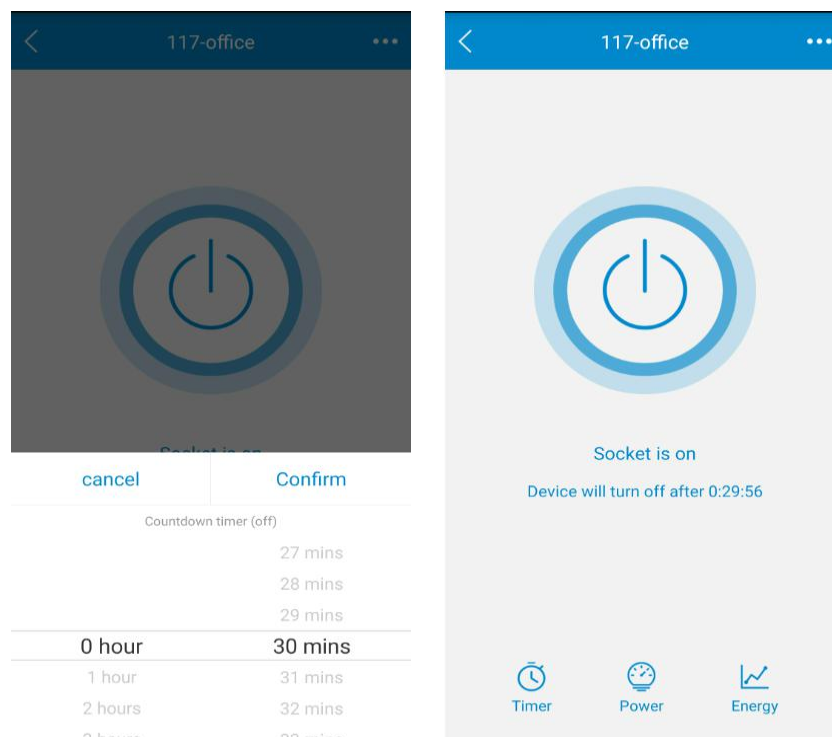 117-office
Socket is on
cancel Confirm
Countdown timer (off)
27 mins
28 mins
29 mins
0 hour 30 mins
1 hour 31 mins
2 hours 32 mins
117-office
Socket is on
Device will turn off after 0:29:56
Timer Power Energy